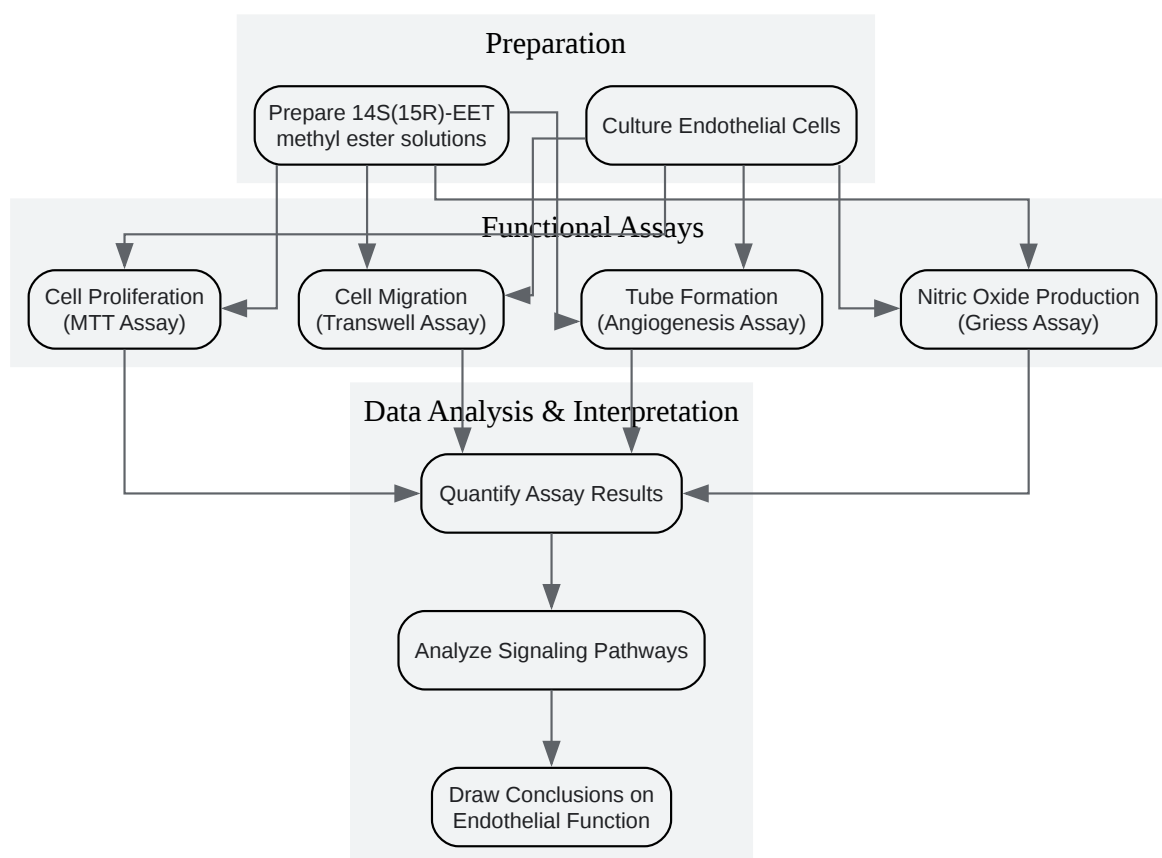 Preparation
Prepare 14S(15R)-EET
methyl ester solutions
Culture Endothelial Cells
Functional Assays
Cell Proliferation
(MTT Assay)
Cell Migration
(Transwell Assay)
Tube Formation
(Angiogenesis Assay)
Nitric Oxide Production
(Griess Assay)
Data Analysis & Interpretation
Quantify Assay Results
Analyze Signaling Pathways
Draw Conclusions on
Endothelial Function